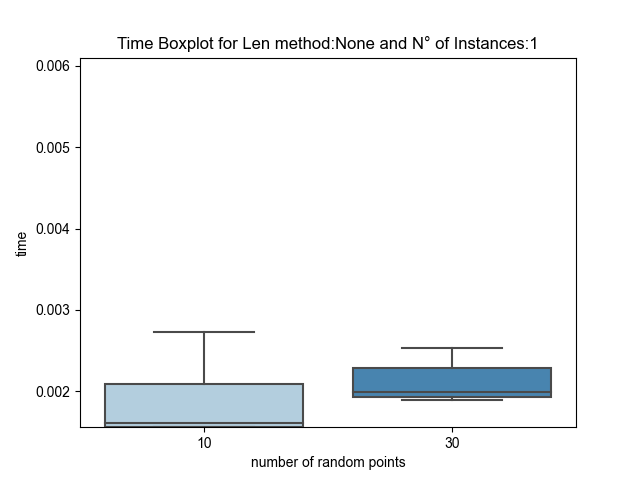 Time Boxplot for Len method:None and N° of Instances:1
0.006
0.005
0.004
0.003
0.002
time
10
30
number of random points